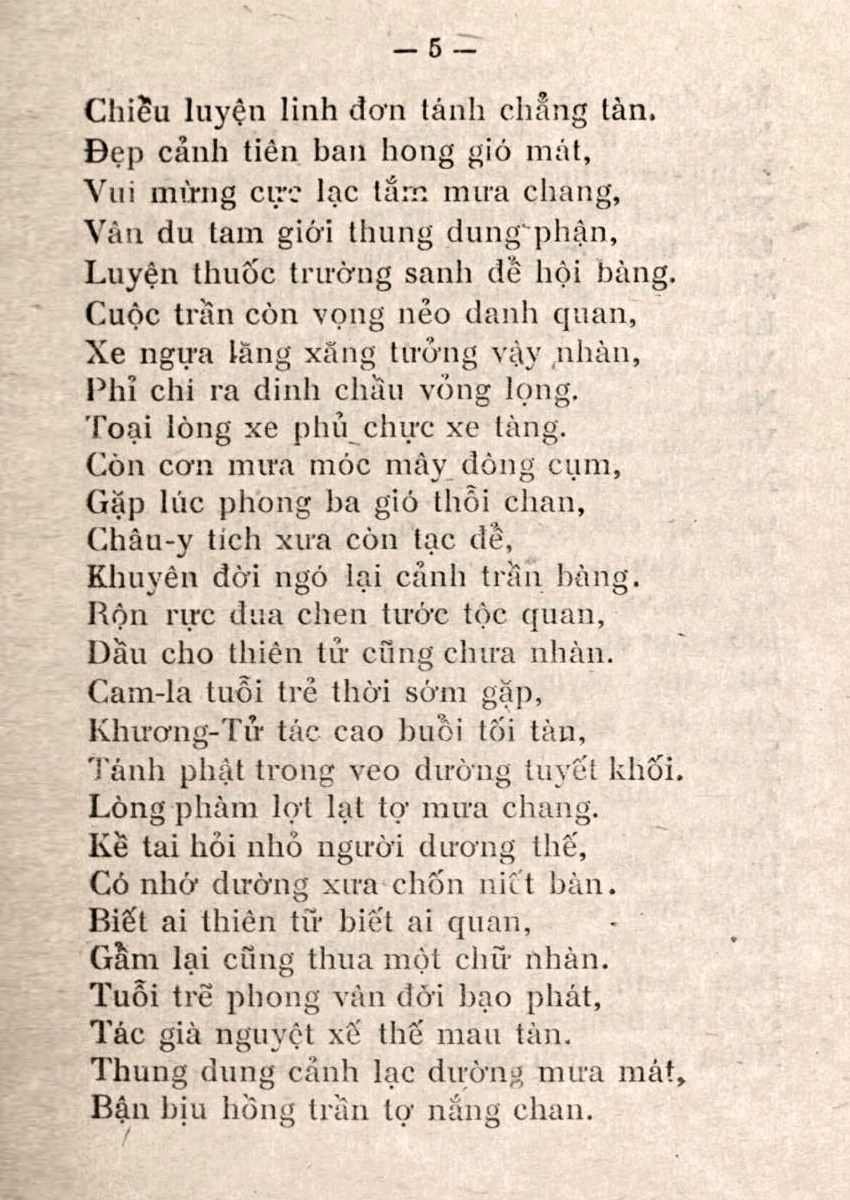 — 5 —
Chiều luyện linh đơn tánh chẳng tàn.
Đẹp cảnh tiên ban hong gió mát,
Vui mừng cực lạc tắm mưa chang,
Vân du tam giới thung dung phận,
Luyện thuốc trường sanh để hội bàng.
Cuộc trần còn vọng nẻo danh quan,
Xe ngựa lăng xăng tưởng vậy nhàn,
Phỉ chí ra dinh chầu võng lọng.
Toại lòng xe phủ chực xe tàng.
Còn cơn mưa móc mây đông cụm,
Gặp lúc phong ba gió thổi chan,
Châu-y tích xưa còn tạc để,
Khuyên đời ngó lại cảnh trần bàng.
Rộn rực đua chen tước tộc quan,
Dầu cho thiên tử cũng chưa nhàn.
Cam-la tuổi trẻ thời sớm gặp,
Khương-Tử tác cao buổi tối tàn,
Tánh phật trong veo dường tuyết khối.
Lòng phàm lợt lạt tợ mưa chang.
Kề tai hỏi nhỏ người dương thế,
Có nhớ dường xưa chốn niết bàn.
Biết ai thiên tữ biết ai quan,
Gẫm lại cũng thua một chữ nhàn.
Tuổi trẽ phong vân đời bạo phát,
Tác già nguyệt xế thế mau tàn.
Thung dung cảnh lạc dường mưa mát,
Bận bịu hồng trần tợ nắng chan.